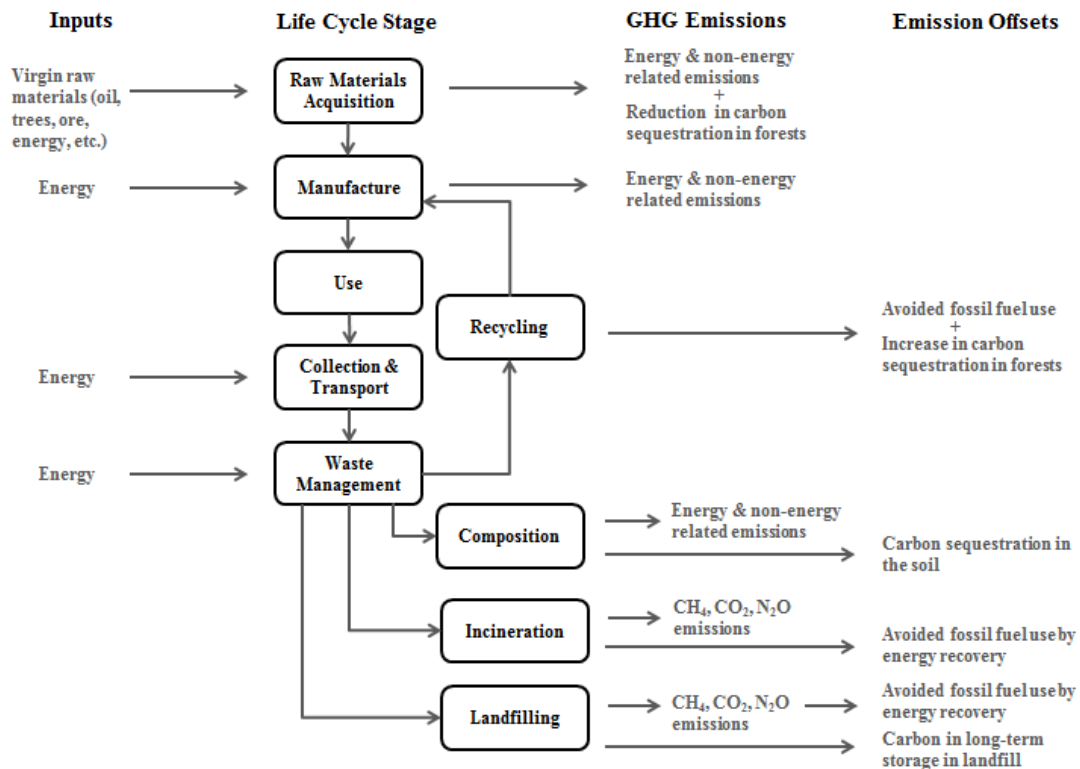 Inputs
Life Cycle Stage
GHG Emissions
Emission Offsets
Virgin raw
materials (oil,
trees, ore,
energy, etc.)
Raw Materials
Acquisition
Energy & non-energy
related emissions
+
Reduction in carbon
sequestration in forests
Energy
Manufacture
Energy & non-energy
related emissions
Use
Recycling
Avoided fossil fuel use
+
Increase in carbon
sequestration in forests
Energy
Collection &
Transport
Energy
Waste
Management
Composition
Energy & non-energy
related emissions
Carbon sequestration in
the soil
Incineration
CH₄, CO₂, N₂O
emissions
Avoided fossil fuel use by
energy recovery
Landfilling
CH₄, CO₂, N₂O
emissions
Avoided fossil fuel use by
energy recovery
Carbon in long-term
storage in landfill